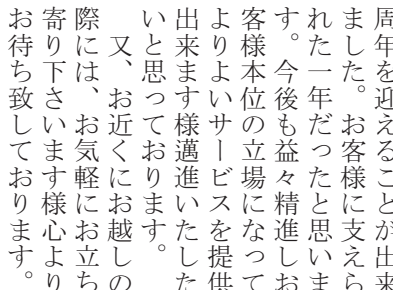 周年を迎えることが出来
ました。お客様に支えら
れた一年だったと思いま
す。今後も益々精進しお
客様本位の立場になって
よりよいサービスを提供
出来ます様邁進いたした
いと思っております。
又、お近くにお越しの
際には、お気軽にお立ち
寄り下さいます様心より
お待ち致しております。